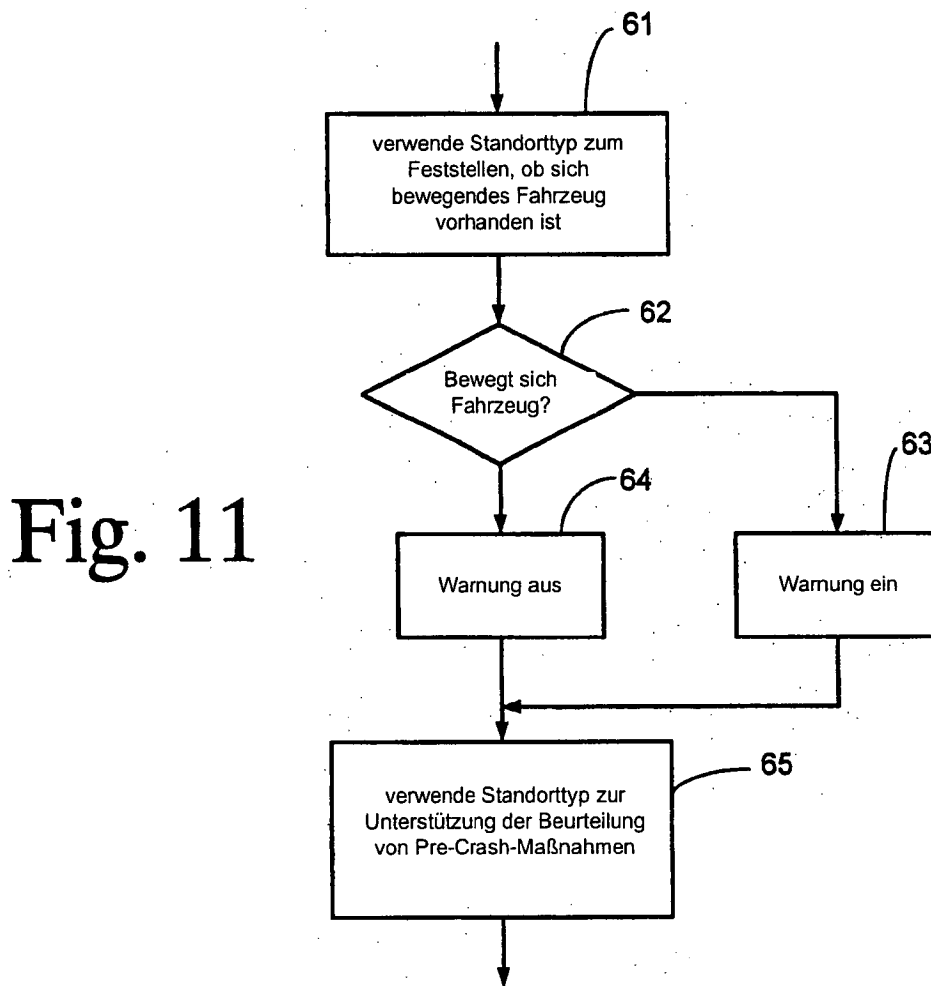 61
verwende Standorttyp zum
Feststellen, ob sich
bewegendes Fahrzeug
vorhanden ist
62
Bewegt sich
Fahrzeug?
63
64
Fig. 11
Warnung aus
Warnung ein
65
verwende Standorttyp zur
Unterstützung der Beurteilung
von Pre-Crash-Maßnahmen